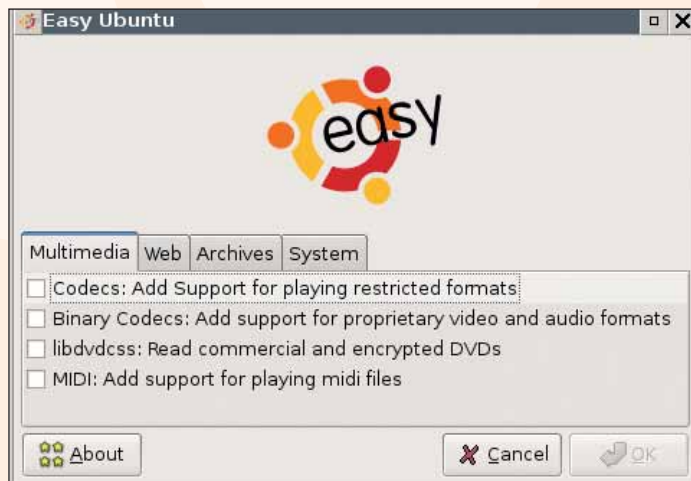 Easy Ubuntu
easy
Multimedia Web Archives System
Codecs: Add Support for playing restricted formats
Binary Codecs: Add support for proprietary video and audio formats
libdvdcss: Read commercial and encrypted DVDs
MIDI: Add support for playing midi files
About Cancel OK